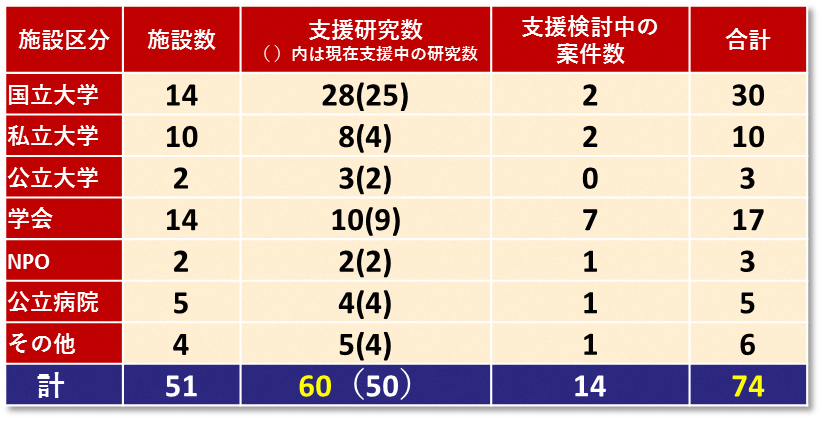 施設区分 施設数 支援研究数 支援検討中の 合計
（）内は現在支援中の研究数 案件数
国立大学 14 28(25) 2 30
私立大学 10 8(4) 2 10
公立大学 2 3(2) 0 3
学会 14 10(9) 7 17
NPO 2 2(2) 1 3
公立病院 5 4(4) 1 5
その他 4 5(4) 1 6
計 51 60（50） 14 74